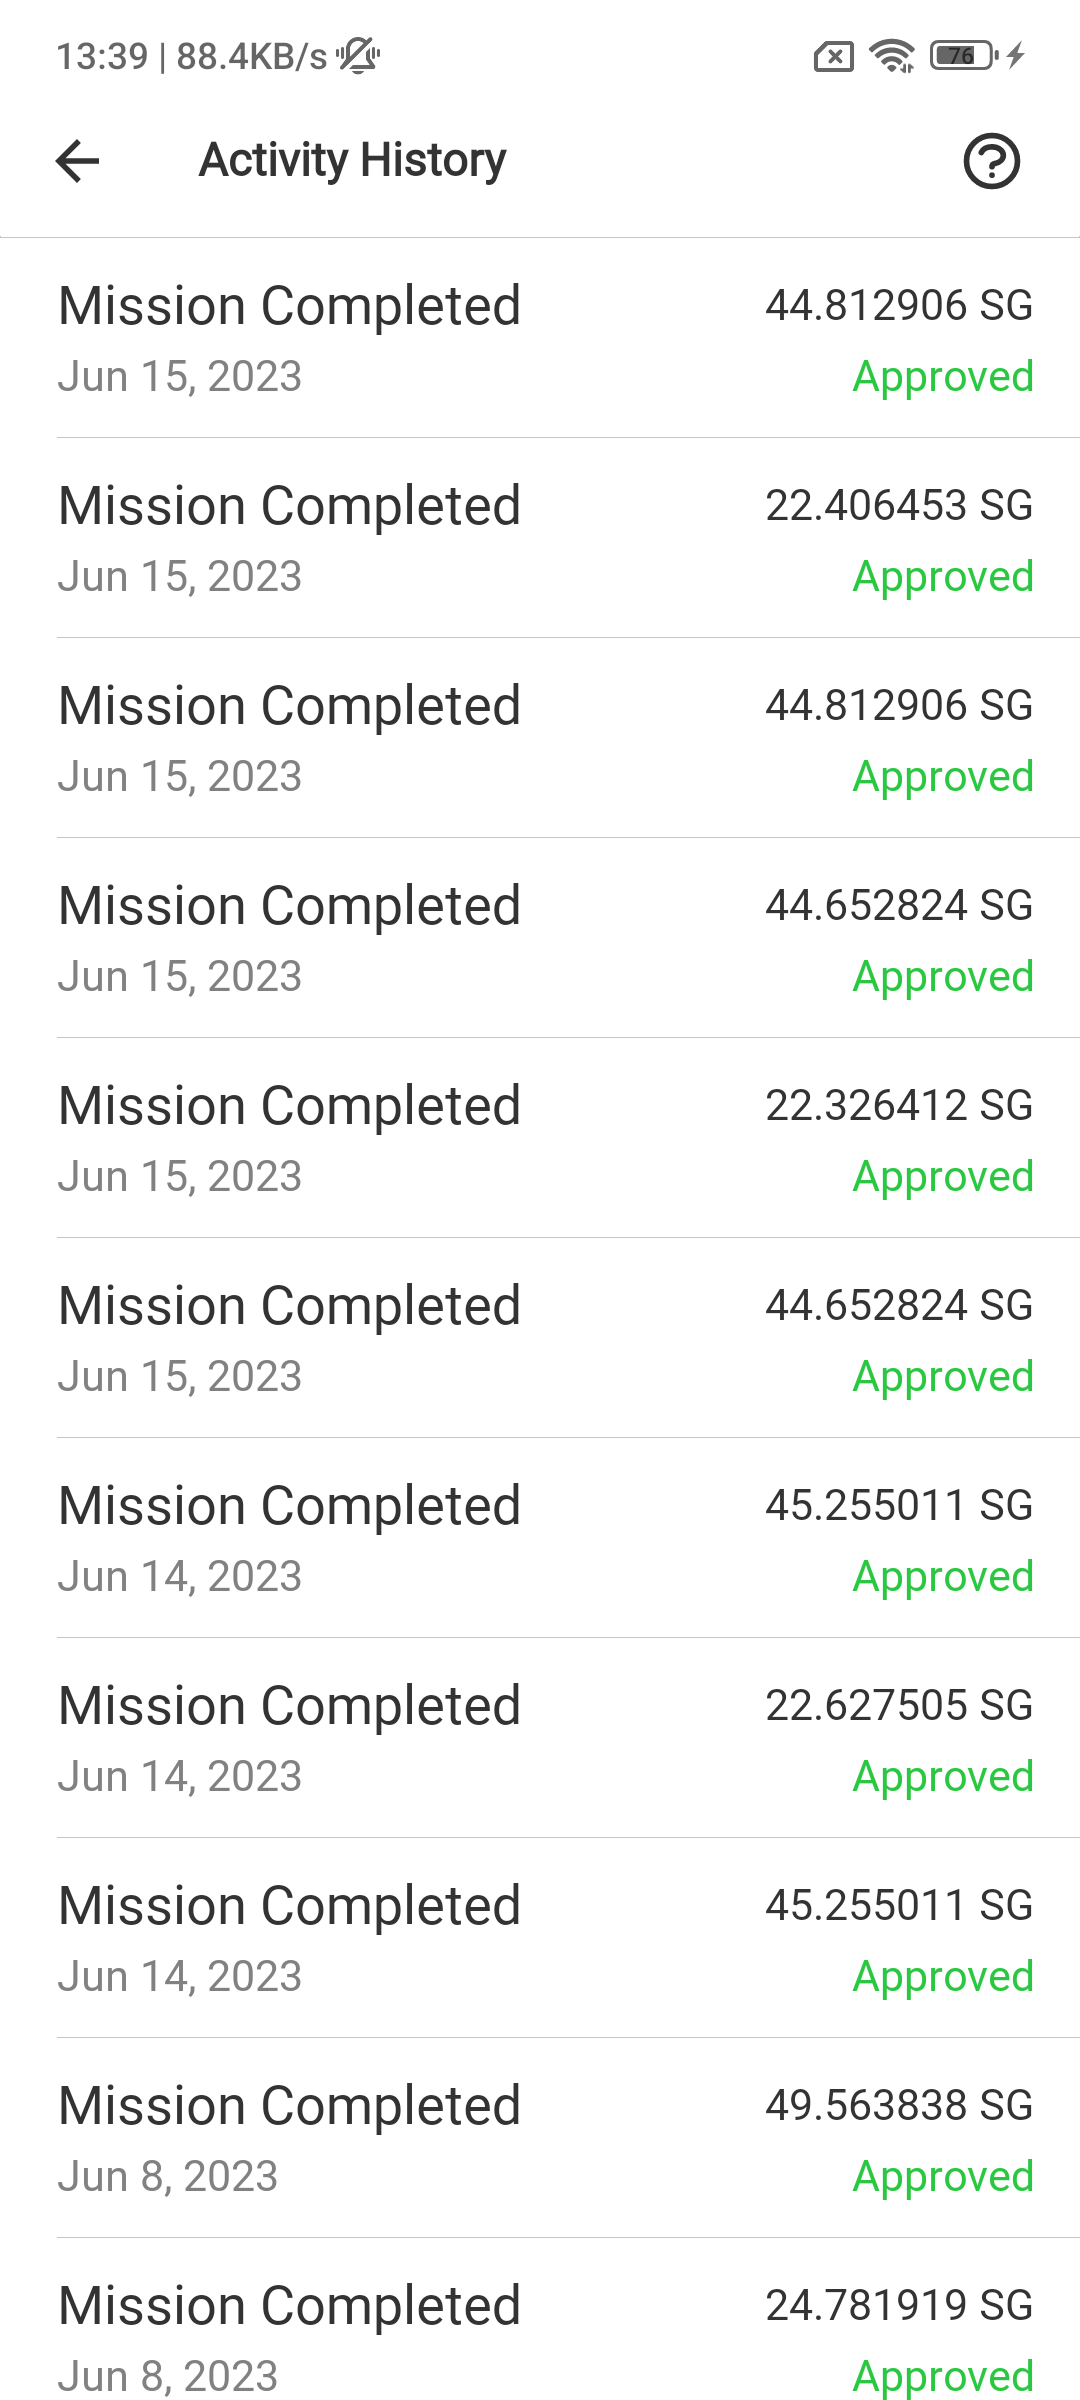 13:39 | 88.4KB/s 76
Activity History
Mission Completed 44.812906 SG
Jun 15, 2023 Approved
Mission Completed 22.406453 SG
Jun 15, 2023 Approved
Mission Completed 44.812906 SG
Jun 15, 2023 Approved
Mission Completed 44.652824 SG
Jun 15, 2023 Approved
Mission Completed 22.326412 SG
Jun 15, 2023 Approved
Mission Completed 44.652824 SG
Jun 15, 2023 Approved
Mission Completed 45.255011 SG
Jun 14, 2023 Approved
Mission Completed 22.627505 SG
Jun 14, 2023 Approved
Mission Completed 45.255011 SG
Jun 14, 2023 Approved
Mission Completed 49.563838 SG
Jun 8, 2023 Approved
Mission Completed 24.781919 SG
Jun 8, 2023 Approved